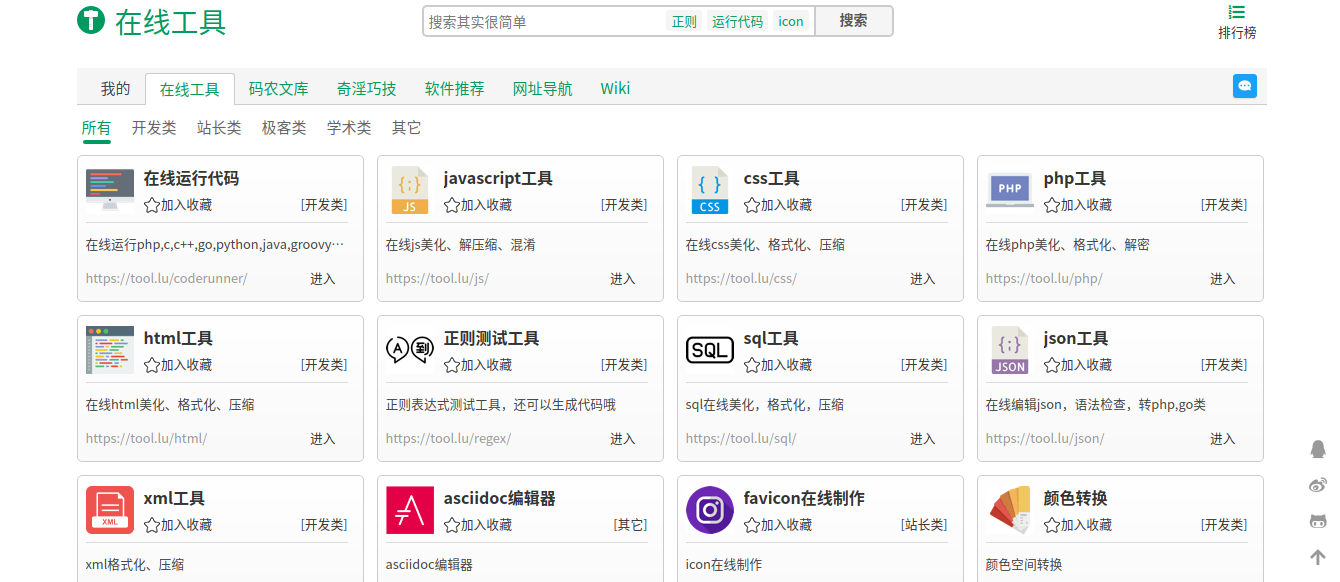 在线工具
搜索其实很简单 正则 运行代码 icon 搜索
排行榜
我的 在线工具 码农文库 奇淫巧技 软件推荐 网址导航 Wiki
所有 开发类 站长类 极客类 学术类 其它
在线运行代码
加入收藏 [开发类]
在线运行php,c,c++,go,python,java,groovy…
https://tool.lu/coderunner/ 进入
javascript工具
JS
加入收藏 [开发类]
在线js美化、解压缩、混淆
https://tool.lu/js/ 进入
css工具
CSS
加入收藏 [开发类]
在线css美化、格式化、压缩
https://tool.lu/css/ 进入
php工具
PHP
加入收藏 [开发类]
在线php美化、格式化、解密
https://tool.lu/php/ 进入
html工具
加入收藏 [开发类]
在线html美化、格式化、压缩
https://tool.lu/html/ 进入
正则测试工具
A 到
加入收藏 [开发类]
正则表达式测试工具，还可以生成代码哦
https://tool.lu/regex/ 进入
sql工具
SQL
加入收藏 [开发类]
sql在线美化，格式化，压缩
https://tool.lu/sql/ 进入
json工具
JSON
加入收藏 [开发类]
在线编辑json，语法检查，转php,go类
https://tool.lu/json/ 进入
xml工具
XML
加入收藏 [开发类]
xml格式化、压缩
asciidoc编辑器
加入收藏 [其它]
asciidoc编辑器
favicon在线制作
加入收藏 [站长类]
icon在线制作
颜色转换
加入收藏 [开发类]
颜色空间转换